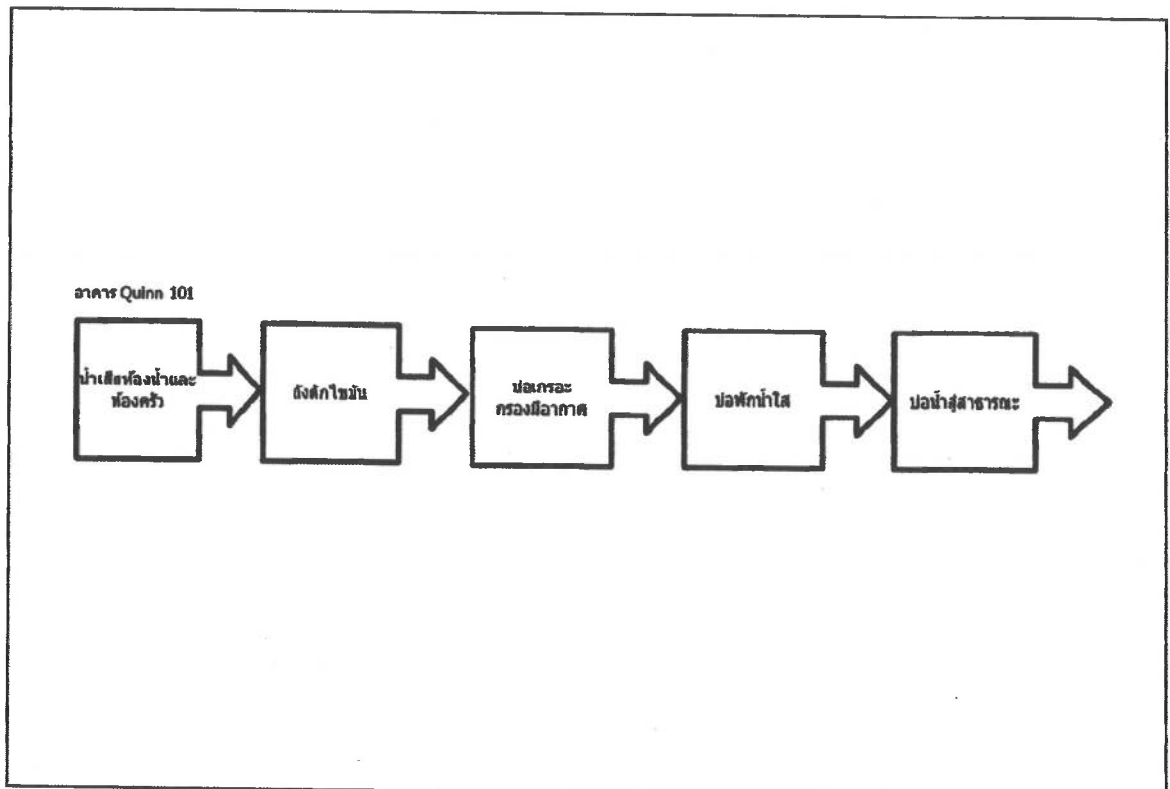 อาคาร Quinn 101
น้ำเสียห้องน้ำและ
ห้องครัว
ถังดักไขมัน
บ่อเกรอะ
กรองมีอากาศ
บ่อพักน้ำใส
บ่อน้ำสู่สาธารณะ